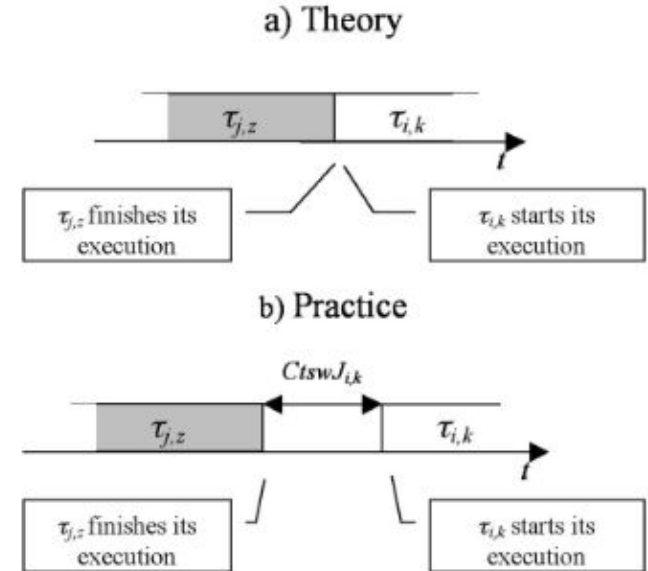 a) Theory
τj,z
τi,k
t
τj,z finishes its
execution
τi,k starts its
execution
b) Practice
CtswJi,k
τj,z
τi,k
t
τj,z finishes its
execution
τi,k starts its
execution